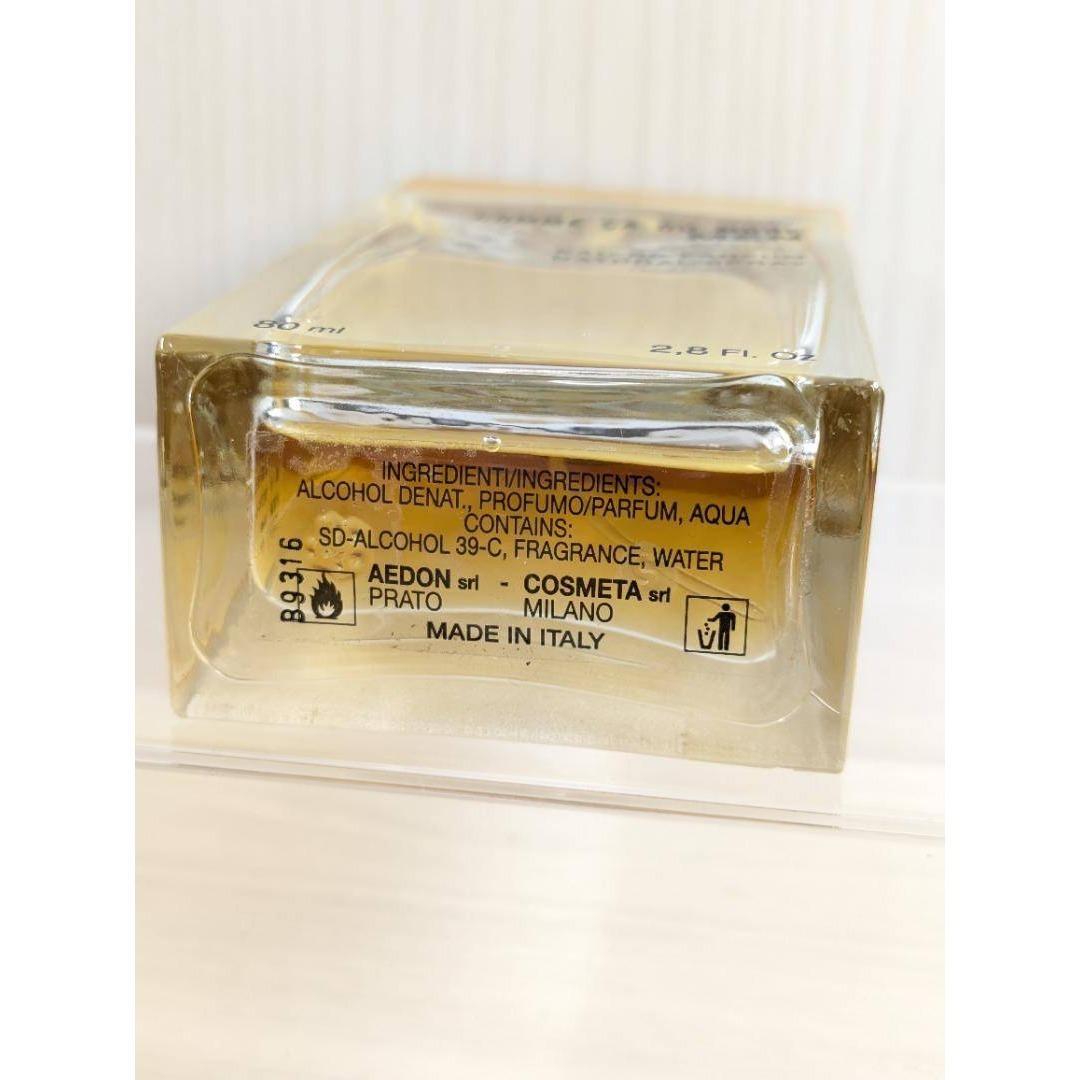 80 ml
2,8 Fl. Oz
INGREDIENTI/INGREDIENTS:
ALCOHOL DENAT., PROFUMO/PARFUM, AQUA
CONTAINS:
SD-ALCOHOL 39-C, FRAGRANCE, WATER
B9316
AEDON srl - COSMETA srl
PRATO MILANO
MADE IN ITALY